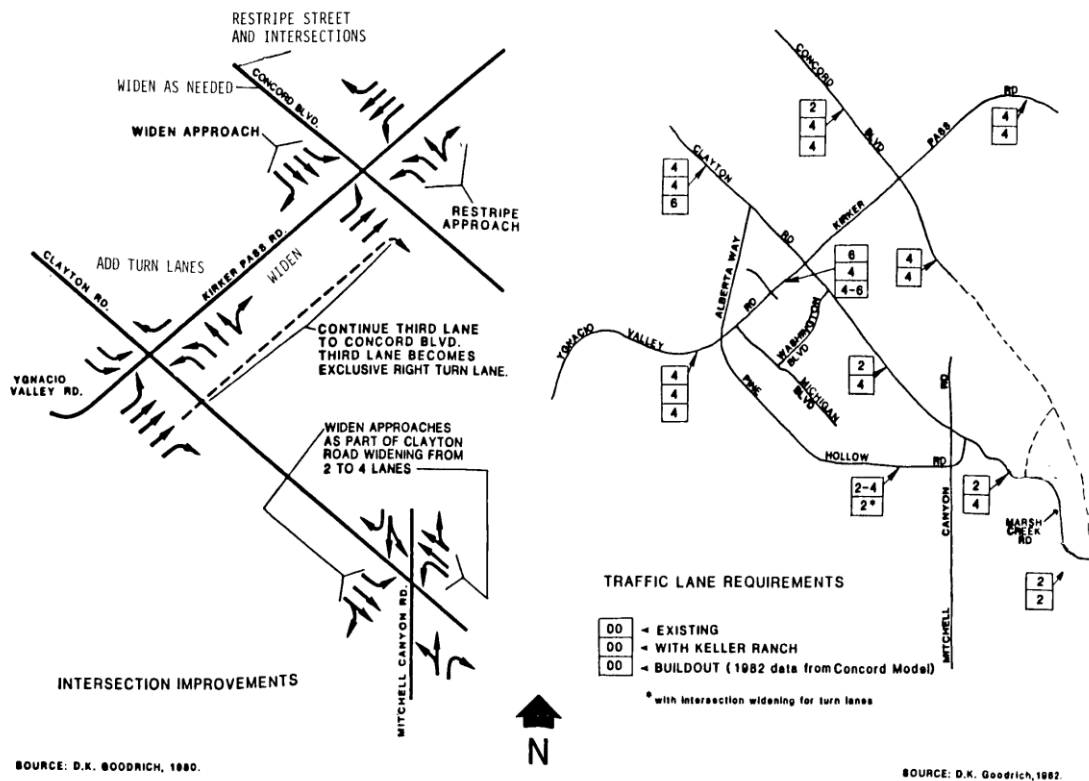 RESTRIPE STREET
AND INTERSECTIONS
WIDEN AS NEEDED
CONCORD BLVD.
WIDEN APPROACH
RESTRIPE
APPROACH
ADD TURN LANES
KIRKER PASS RD.
WIDEN
CLAYTON RD.
CONTINUE THIRD LANE
TO CONCORD BLVD.
THIRD LANE BECOMES
EXCLUSIVE RIGHT TURN LANE.
YGNACIO
VALLEY RD.
WIDEN APPROACHES
AS PART OF CLAYTON
ROAD WIDENING FROM
2 TO 4 LANES
MITCHELL CANYON RD.
INTERSECTION IMPROVEMENTS
SOURCE: D.K. GOODRICH, 1980.
N
CONCORD
BLVD
2
4
4
KIRKER PASS RD
4
4
CLAYTON
RD
4
4
6
ALBERTA WAY
6
4
4-6
4
4
YGNACIO VALLEY RD
4
4
4
WASHINGTON
BLVD
MICHIGAN
BLVD
2
4
PINE
HOLLOW RD
2-4
2*
2
4
MITCHELL CANYON RD
MARSH
CREEK
RD
2
2
TRAFFIC LANE REQUIREMENTS
00 EXISTING
00 WITH KELLER RANCH
00 BUILDOUT (1982 data from Concord Model)
* with intersection widening for turn lanes
SOURCE: D.K. Goodrich, 1982.